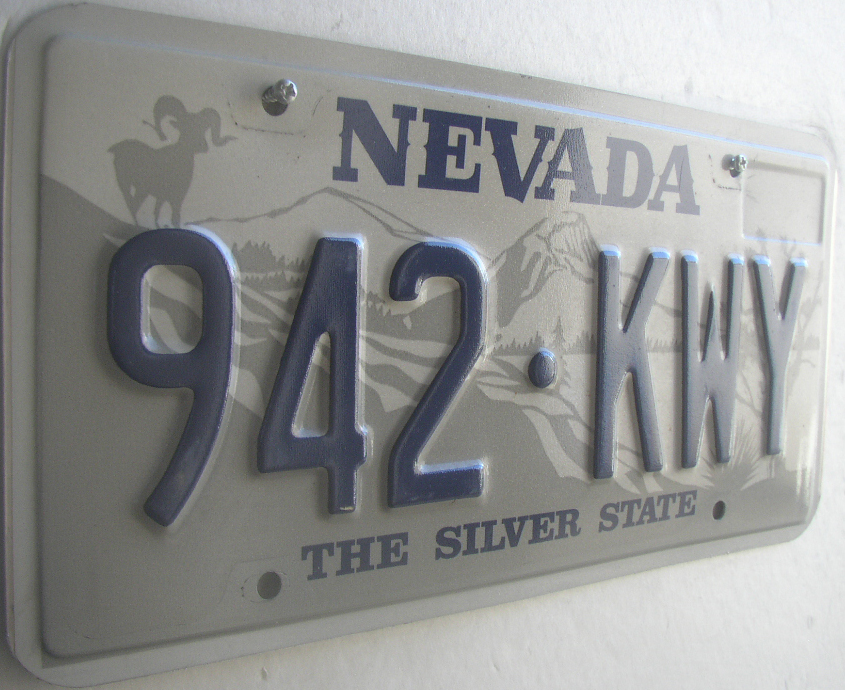 NEVADA
942·KWY
THE SILVER STATE